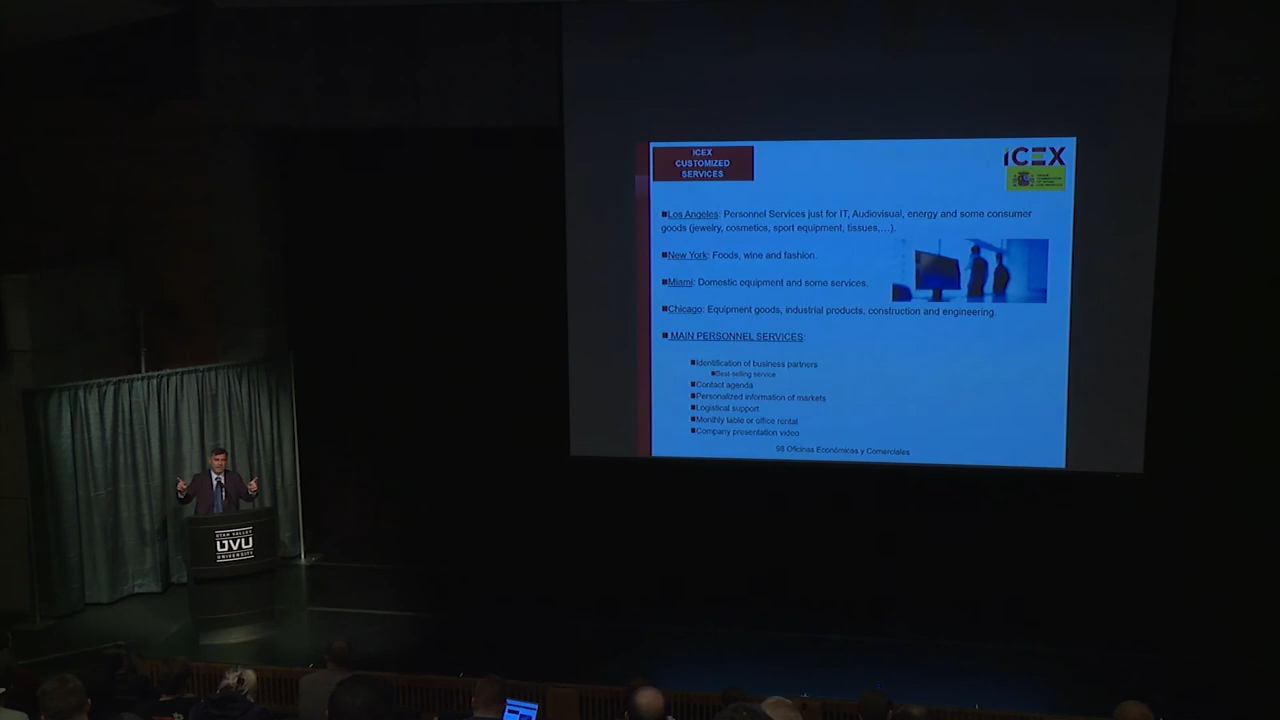 ICEX
CUSTOMIZED
SERVICES
iCEX
Los Angeles: Personnel Services just for IT, Audiovisual, energy and some consumer
goods (jewelry, cosmetics, sport equipment, tissues,...).
New York: Foods, wine and fashion.
Miami: Domestic equipment and some services.
Chicago: Equipment goods, industrial products, construction and engineering.
MAIN PERSONNEL SERVICES:
Identification of business partners
Best selling service
Contact agenda
Personalized information of markets
Logistical support
Monthly table or office rental
Company presentation video
98 Oficinas Económicas y Comerciales
UTAH VALLEY
UVU
UNIVERSITY